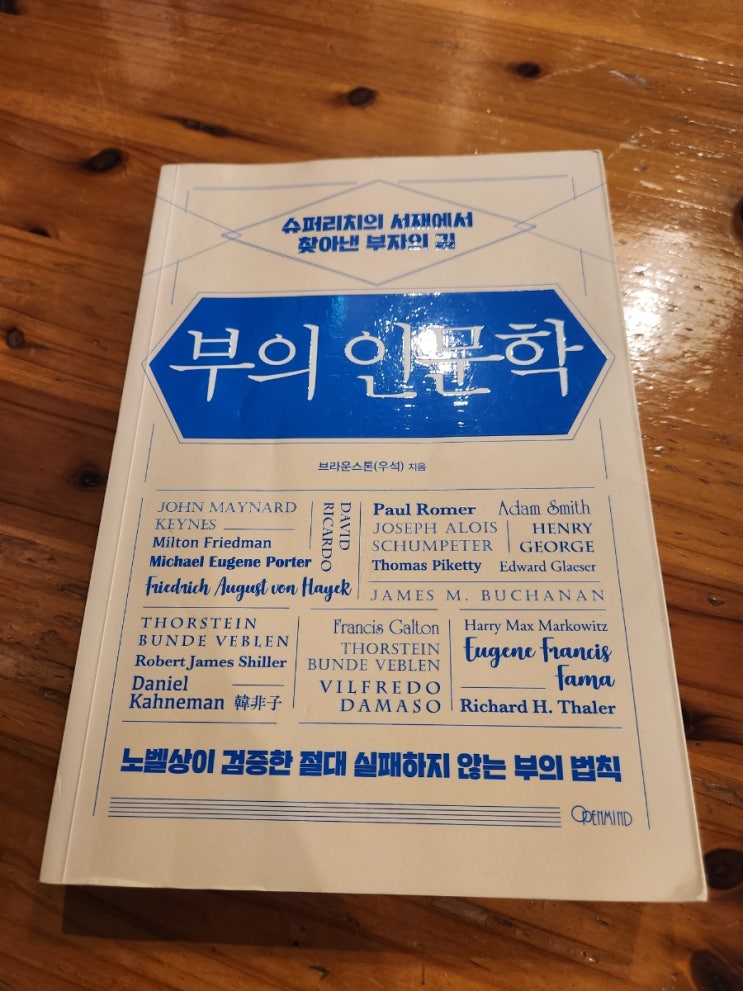 슈퍼리치의 서재에서
찾아낸 부자의 길
부의 인문학
브라운스톤(우석) 지음
JOHN MAYNARD
KEYNES
Milton Friedman
Michael Eugene Porter
Friedrich August von Hayek
DAVID
RICARDO
Paul Romer
Adam Smith
JOSEPH ALOIS
SCHUMPETER
HENRY
GEORGE
Thomas Piketty
Edward Glaeser
JAMES M. BUCHANAN
THORSTEIN
BUNDE VEBLEN
Robert James Shiller
Daniel
Kahneman 韓非子
Francis Galton
THORSTEIN
BUNDE VEBLEN
VILFREDO
DAMASO
Harry Max Markowitz
Eugene Francis
Fama
Richard H. Thaler
노벨상이 검증한 절대 실패하지 않는 부의 법칙
OPENMIND